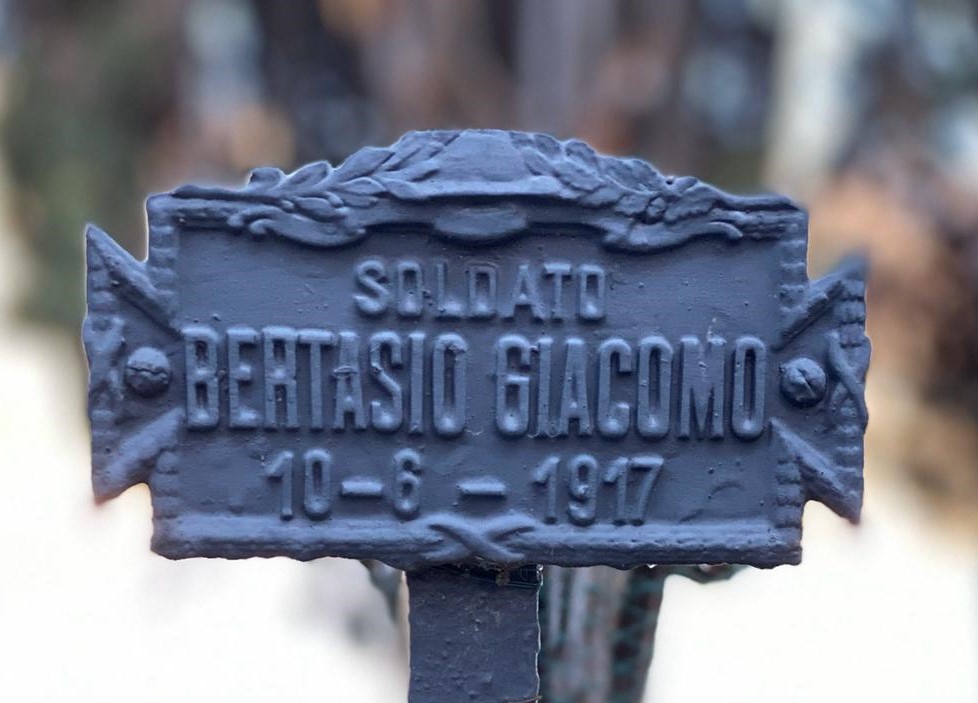 SOLDATO
BERTASIO GIACOMO
10-6-1917